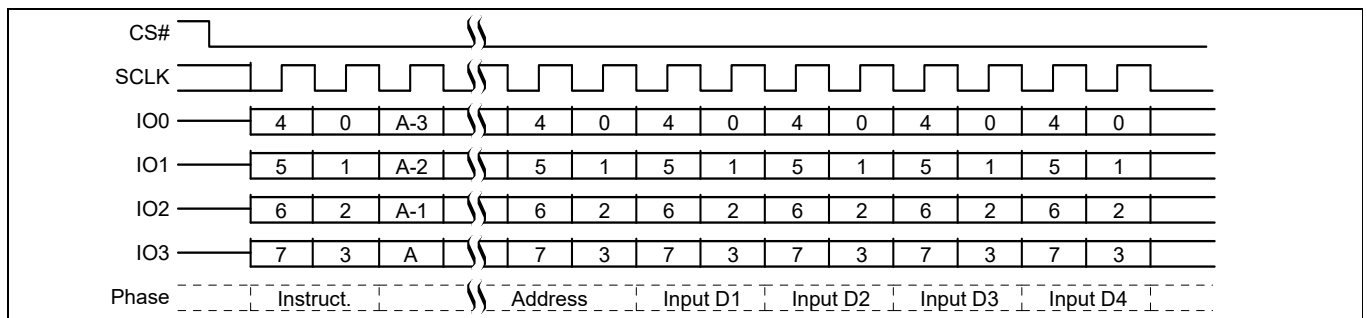 CS#
SCLK
IO0 4 0 A-3 4 0 4 0 4 0 4 0 4 0
IO1 5 1 A-2 5 1 5 1 5 1 5 1 5 1
IO2 6 2 A-1 6 2 6 2 6 2 6 2 6 2
IO3 7 3 A 7 3 7 3 7 3 7 3 7 3
Phase Instruct. Address Input D1 Input D2 Input D3 Input D4